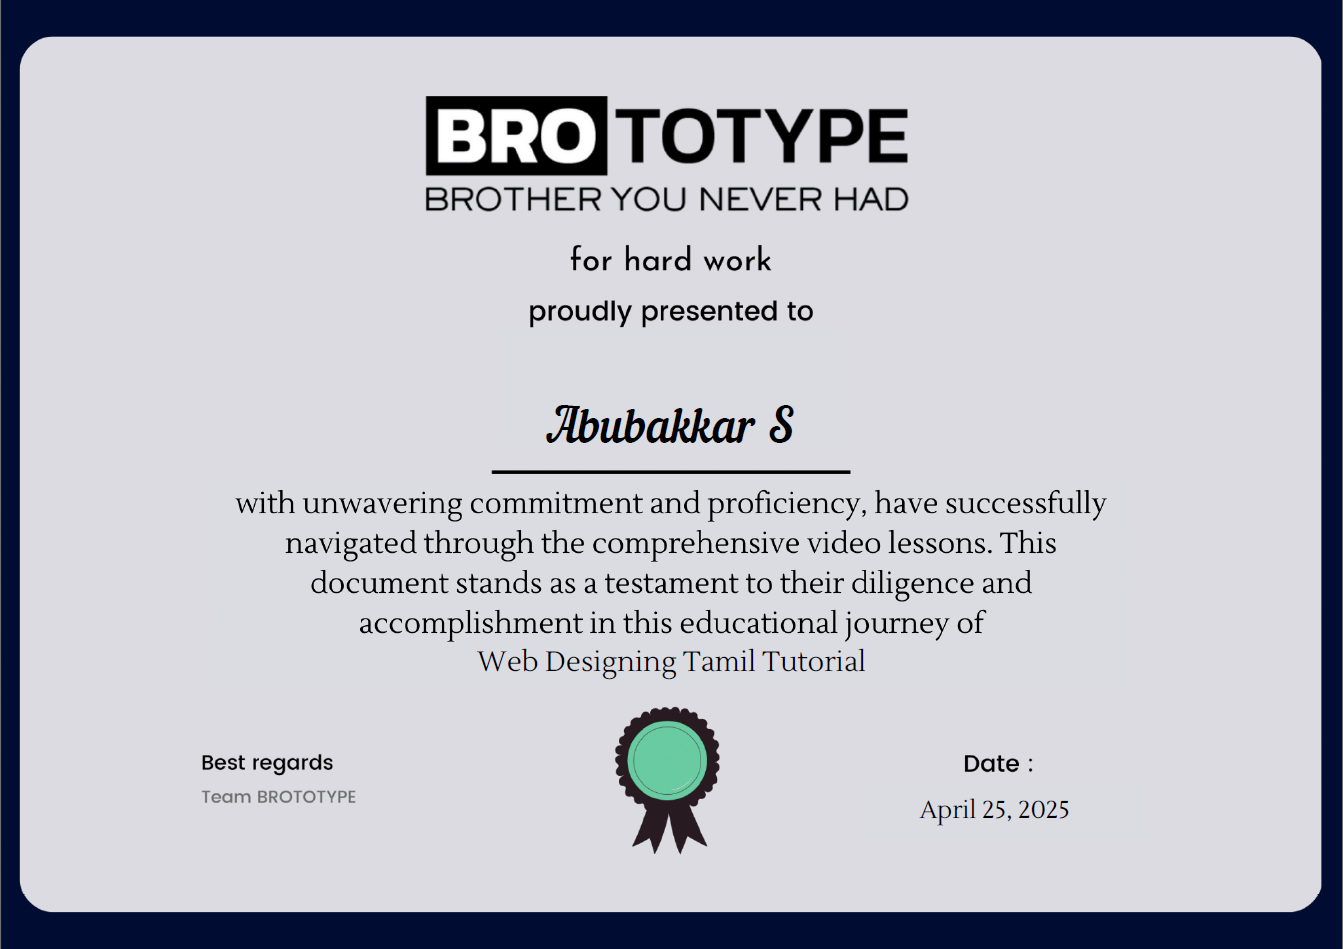 BROTOTYPE
BROTHER YOU NEVER HAD
for hard work
proudly presented to
Abubakkar S
with unwavering commitment and proficiency, have successfully
navigated through the comprehensive video lessons. This
document stands as a testament to their diligence and
accomplishment in this educational journey of
Web Designing Tamil Tutorial
Best regards
Team BROTOTYPE
Date :
April 25, 2025